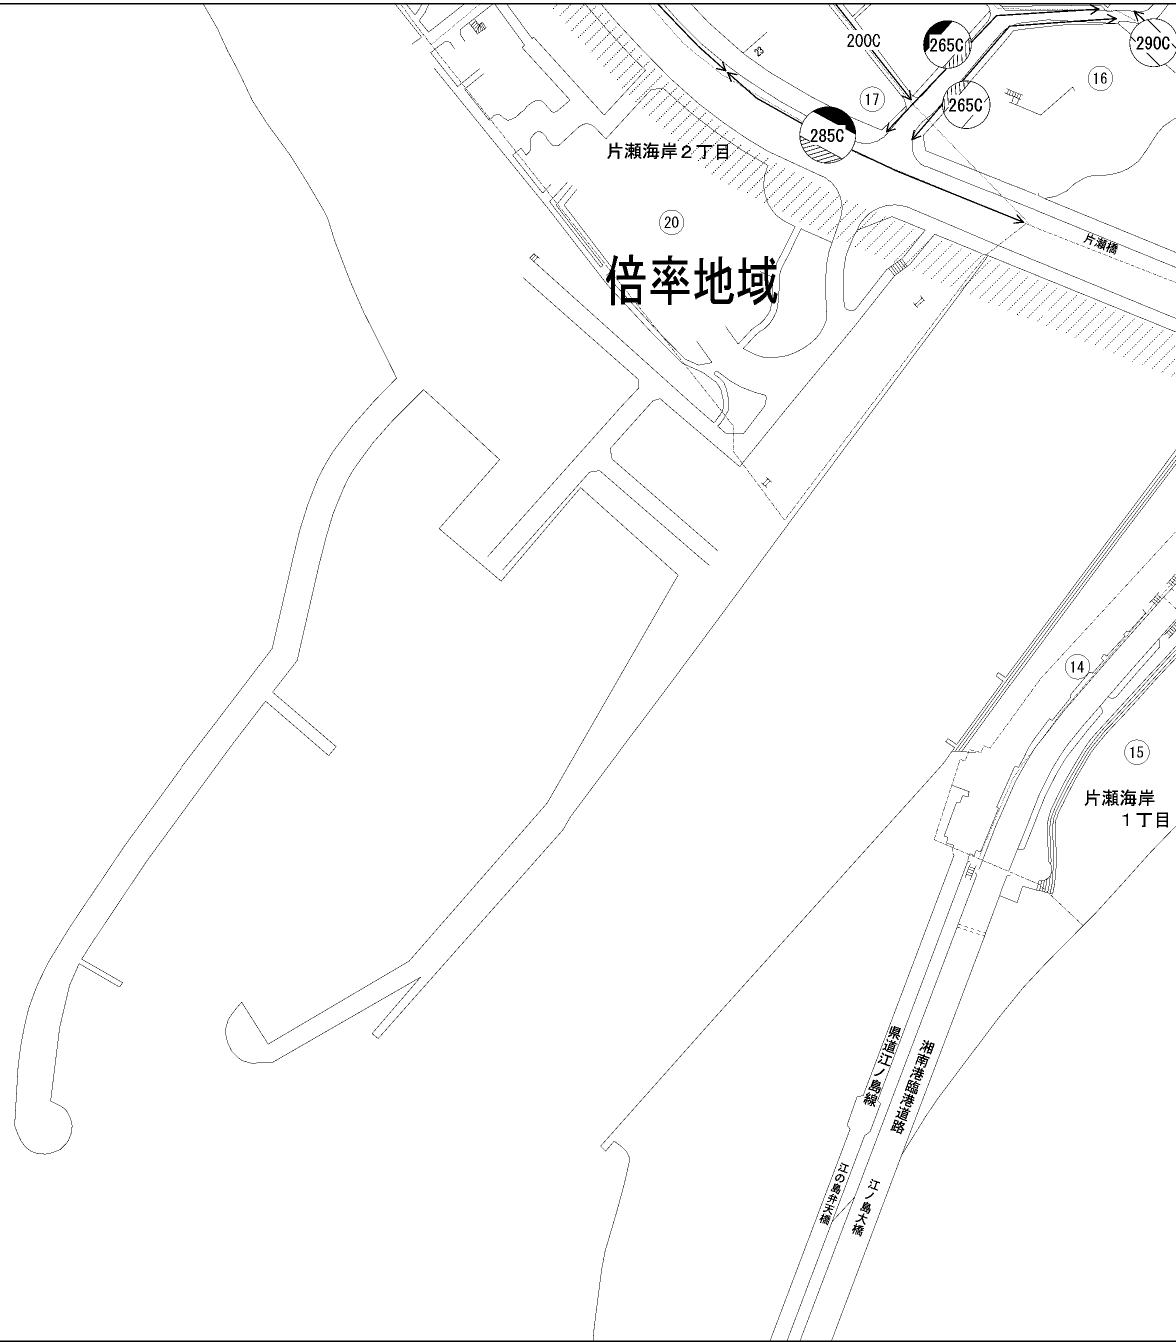 200C
265C
290C
23
17
265C
16
285C
片瀬海岸2丁目
20
片瀬橋
倍率地域
14
15
片瀬海岸
1丁目
県道江ノ島線
湘南港臨港道路
江の島弁天橋
江ノ島大橋